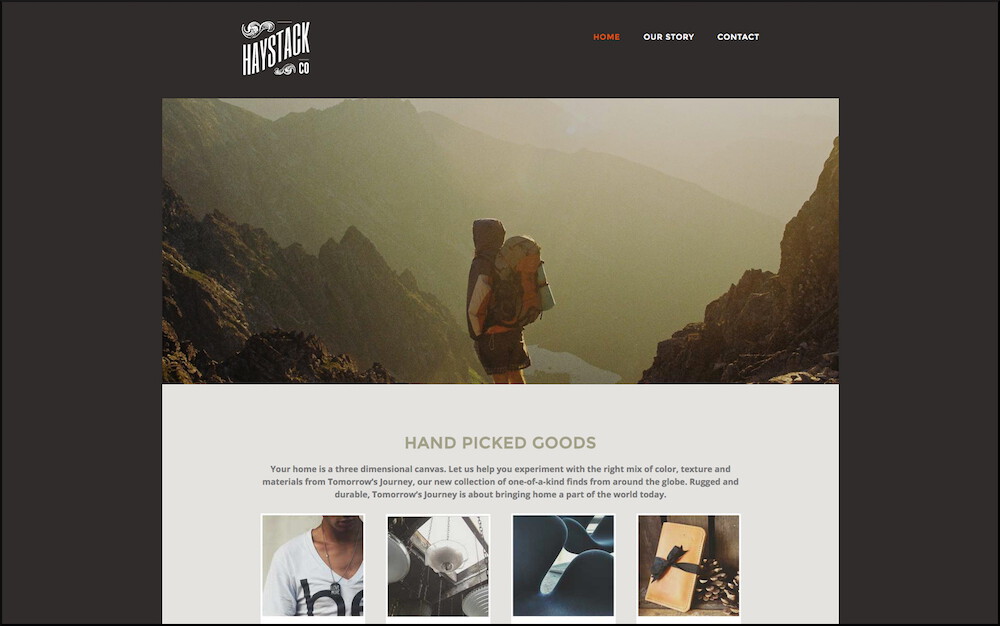 HAYSTACK
CO
HOME OUR STORY CONTACT
HAND PICKED GOODS
Your home is a three dimensional canvas. Let us help you experiment with the right mix of color, texture and
materials from Tomorrow's Journey, our new collection of one-of-a-kind finds from around the globe. Rugged and
durable, Tomorrow's Journey is about bringing home a part of the world today.
be